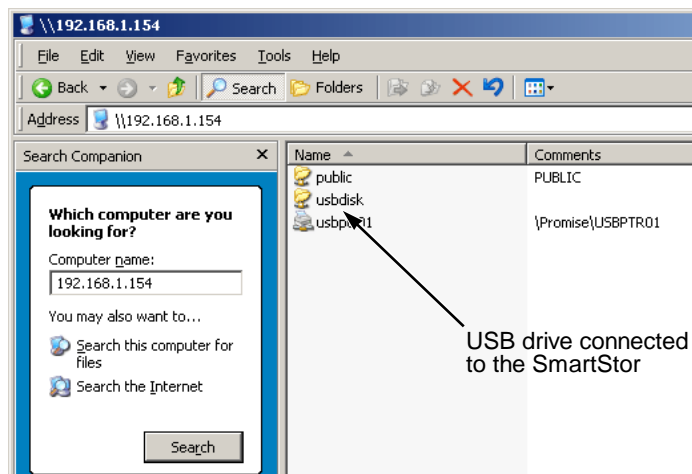 \\192.168.1.154
File Edit View Favorites Tools Help
Back Search Folders
Address \\192.168.1.154
Search Companion
Name Comments
public PUBLIC
usbdisk
\Promise\USBPTR01
Which computer are you
looking for?
Computer name:
192.168.1.154
You may also want to...
Search this computer for
files
Search the Internet
Search
USB drive connected
to the SmartStor